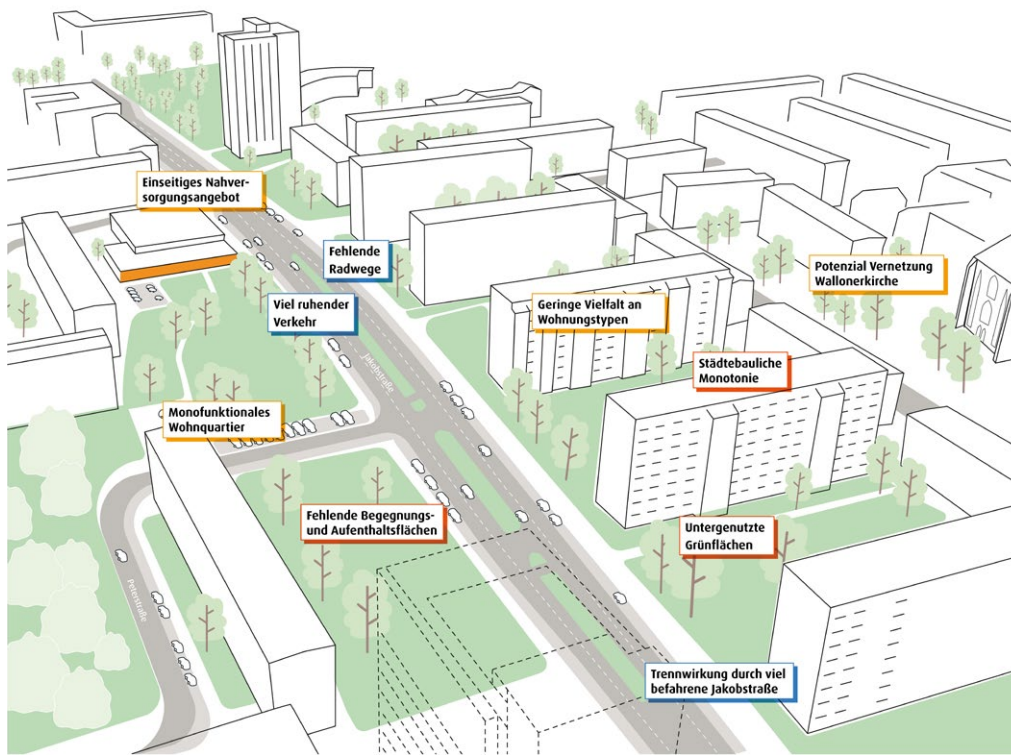 Einseitiges Nahver-
sorgungsangebot
Fehlende
Radwege
Potenzial Vernetzung
Wallonerkirche
Viel ruhender
Verkehr
Geringe Vielfalt an
Wohnungstypen
Jakobstraße
Städtebauliche
Monotonie
Monofunktionales
Wohnquartier
Fehlende Begegnungs-
und Aufenthaltsflächen
Untergenutzte
Grünflächen
Peterstraße
Trennwirkung durch viel
befahrene Jakobstraße